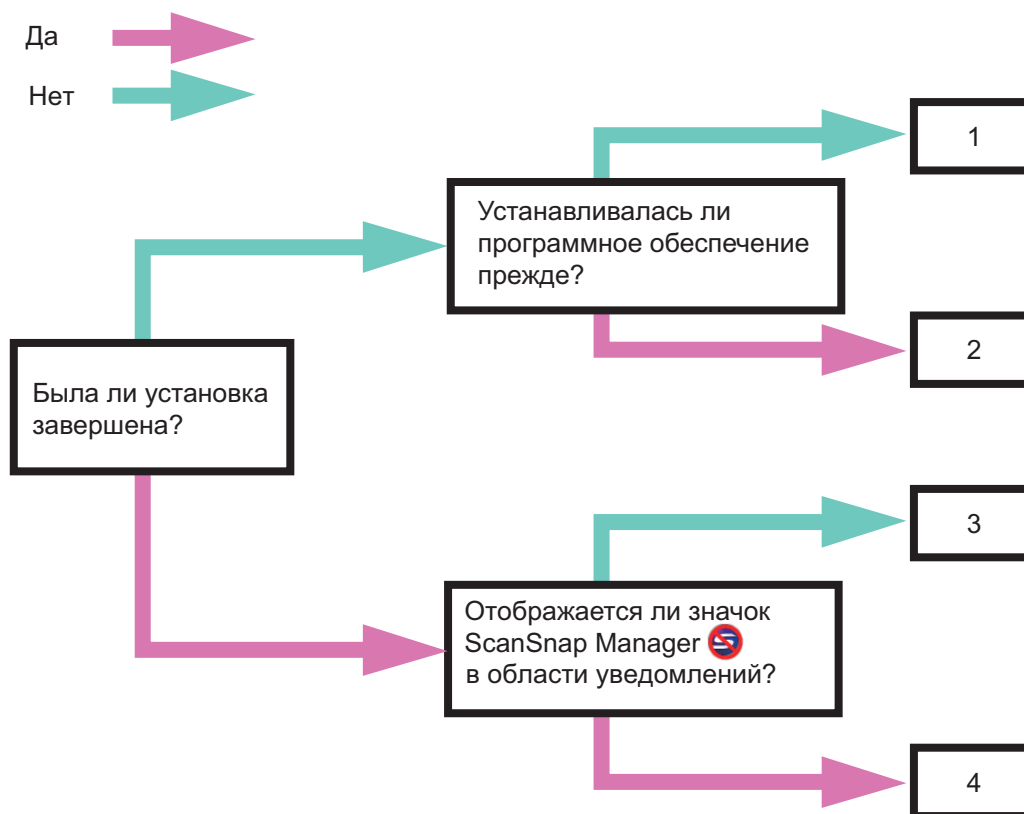 Да
Нет
1
Устанавливалась ли
программное обеспечение
прежде?
2
Была ли установка
завершена?
3
Отображается ли значок
ScanSnap Manager
в области уведомлений?
4